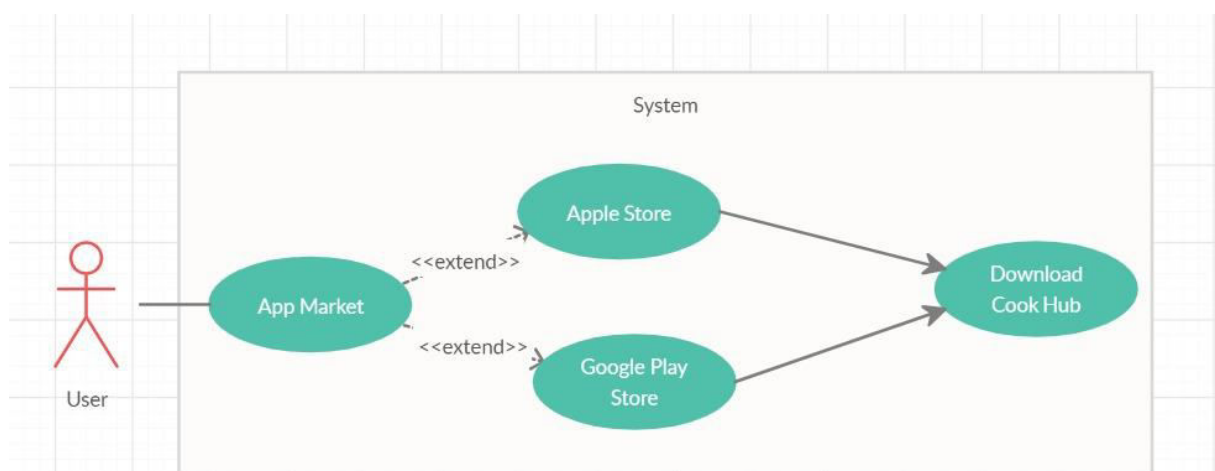 System
Apple Store
<<extend>>
App Market
Download
Cook Hub
<<extend>>
Google Play
Store
User